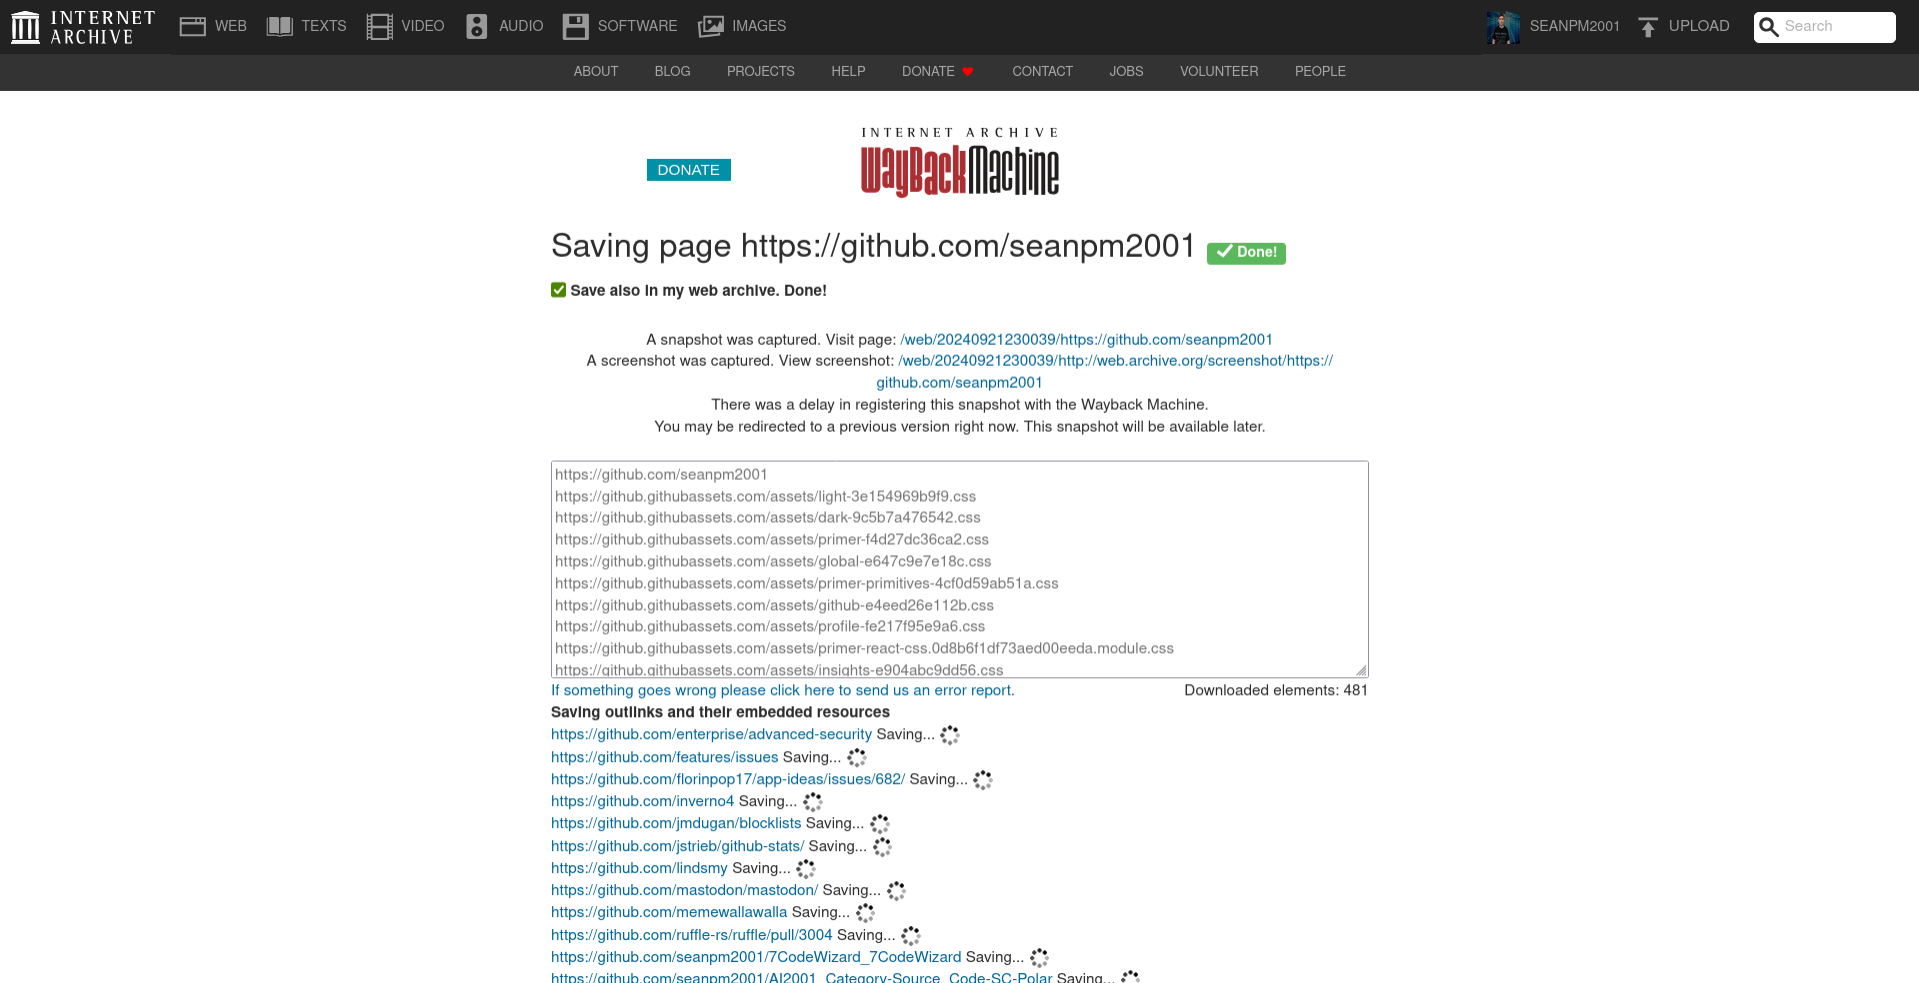 INTERNET ARCHIVE WEB TEXTS VIDEO AUDIO SOFTWARE IMAGES SEANPM2001 UPLOAD Search
ABOUT BLOG PROJECTS HELP DONATE CONTACT JOBS VOLUNTEER PEOPLE
INTERNET ARCHIVE
WayBackMachine
DONATE
Saving page https://github.com/seanpm2001 Done!
Save also in my web archive. Done!
A snapshot was captured. Visit page: /web/20240921230039/https://github.com/seanpm2001
A screenshot was captured. View screenshot: /web/20240921230039/http://web.archive.org/screenshot/https://
github.com/seanpm2001
There was a delay in registering this snapshot with the Wayback Machine.
You may be redirected to a previous version right now. This snapshot will be available later.
https://github.com/seanpm2001
https://github.githubassets.com/assets/light-3e154969b9f9.css
https://github.githubassets.com/assets/dark-9c5b7a476542.css
https://github.githubassets.com/assets/primer-f4d27dc36ca2.css
https://github.githubassets.com/assets/global-e647c9e7e18c.css
https://github.githubassets.com/assets/primer-primitives-4cf0d59ab51a.css
https://github.githubassets.com/assets/github-e4eed26e112b.css
https://github.githubassets.com/assets/profile-fe217f95e9a6.css
https://github.githubassets.com/assets/primer-react-css.0d8b6f1df73aed00eeda.module.css
https://github.githubassets.com/assets/insights-e904abc9dd56.css
If something goes wrong please click here to send us an error report. Downloaded elements: 481
Saving outlinks and their embedded resources
https://github.com/enterprise/advanced-security Saving...
https://github.com/features/issues Saving...
https://github.com/florinpop17/app-ideas/issues/682/ Saving...
https://github.com/inverno4 Saving...
https://github.com/jmdugan/blocklists Saving...
https://github.com/jstrieb/github-stats/ Saving...
https://github.com/lindsmy Saving...
https://github.com/mastodon/mastodon/ Saving...
https://github.com/memewallawalla Saving...
https://github.com/ruffle-rs/ruffle/pull/3004 Saving...
https://github.com/seanpm2001/7CodeWizard_7CodeWizard Saving...
https://github.com/seanpm2001/AI2001_Category-Source_Code-SC-Polar Saving...